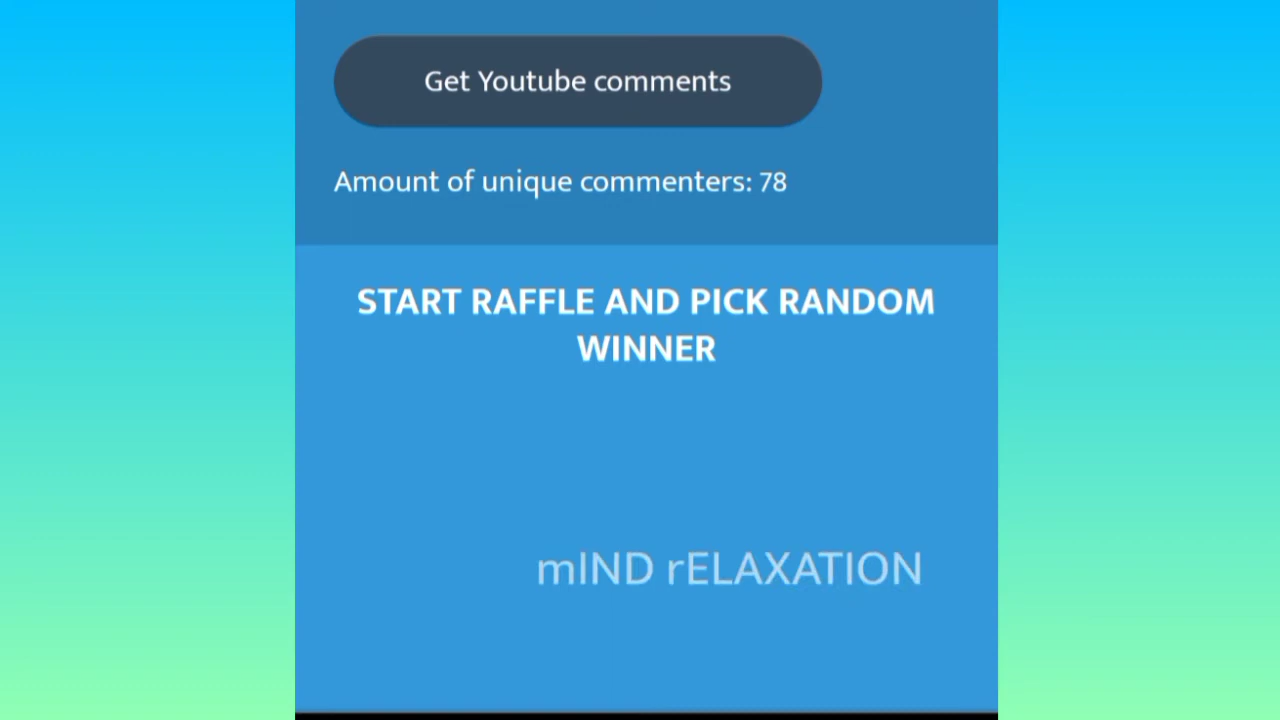 Get Youtube comments
Amount of unique commenters: 78
START RAFFLE AND PICK RANDOM
WINNER
mIND rELAXATION